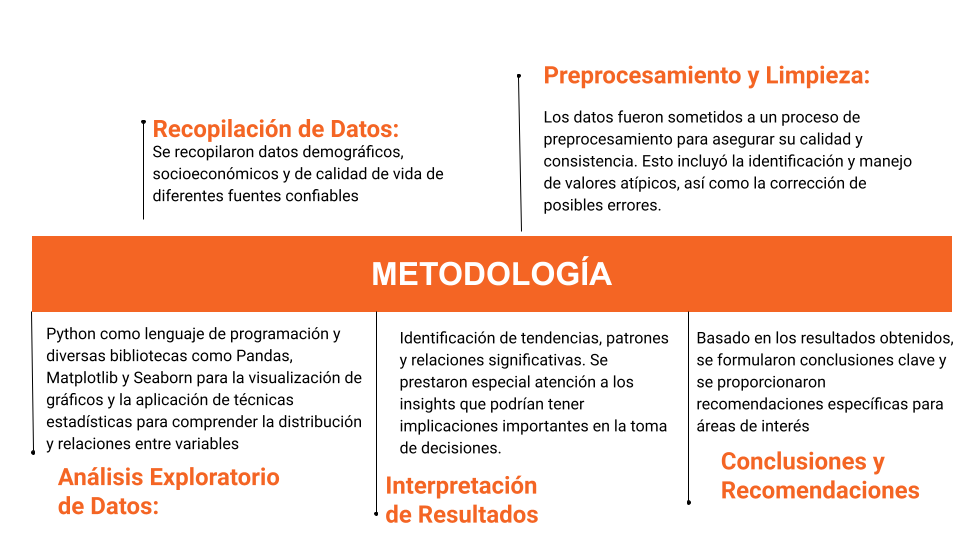 Preprocesamiento y Limpieza:
Los datos fueron sometidos a un proceso de
preprocesamiento para asegurar su calidad y
consistencia. Esto incluyó la identificación y manejo
de valores atípicos, así como la corrección de
posibles errores.
Recopilación de Datos:
Se recopilaron datos demográficos,
socioeconómicos y de calidad de vida de
diferentes fuentes confiables
METODOLOGÍA
Python como lenguaje de programación y
diversas bibliotecas como Pandas,
Matplotlib y Seaborn para la visualización de
gráficos y la aplicación de técnicas
estadísticas para comprender la distribución
y relaciones entre variables
Análisis Exploratorio
de Datos:
Identificación de tendencias, patrones
y relaciones significativas. Se
prestaron especial atención a los
insights que podrían tener
implicaciones importantes en la toma
de decisiones.
Interpretación
de Resultados
Basado en los resultados obtenidos,
se formularon conclusiones clave y
se proporcionaron
recomendaciones específicas para
áreas de interés
Conclusiones y
Recomendaciones